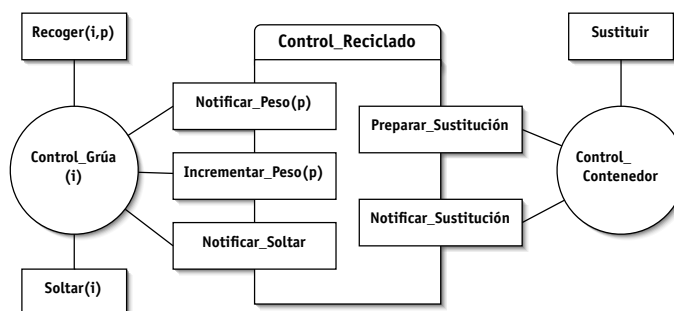 Recoger(i,p)
Control_Reciclado
Sustituir
Notificar_Peso(p)
Preparar_Sustitución
Control_Grúa
(i)
Incrementar_Peso(p)
Control_
Contenedor
Notificar_Soltar
Notificar_Sustitución
Soltar(i)